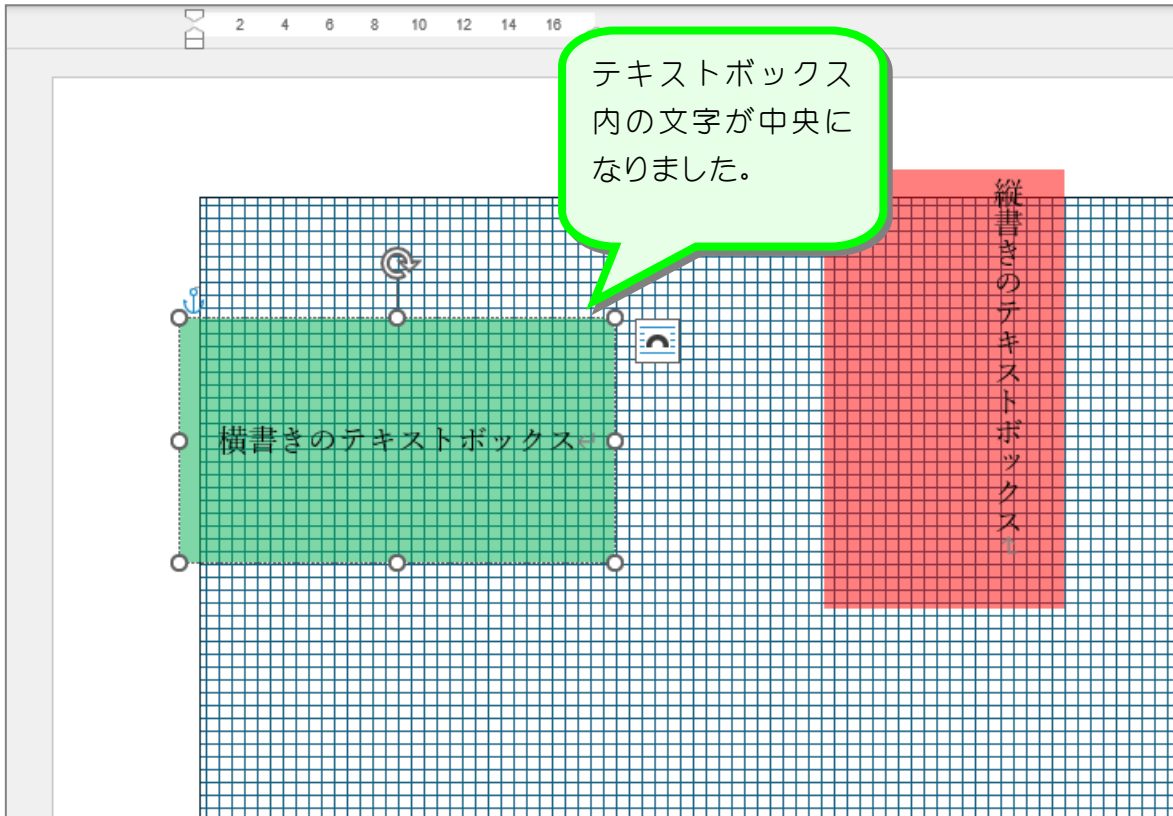 2 4 6 8 10 12 14 16
テキストボックス
内の文字が中央に
なりました。
横書きのテキストボックス↵
縦書きのテキストボックス↵